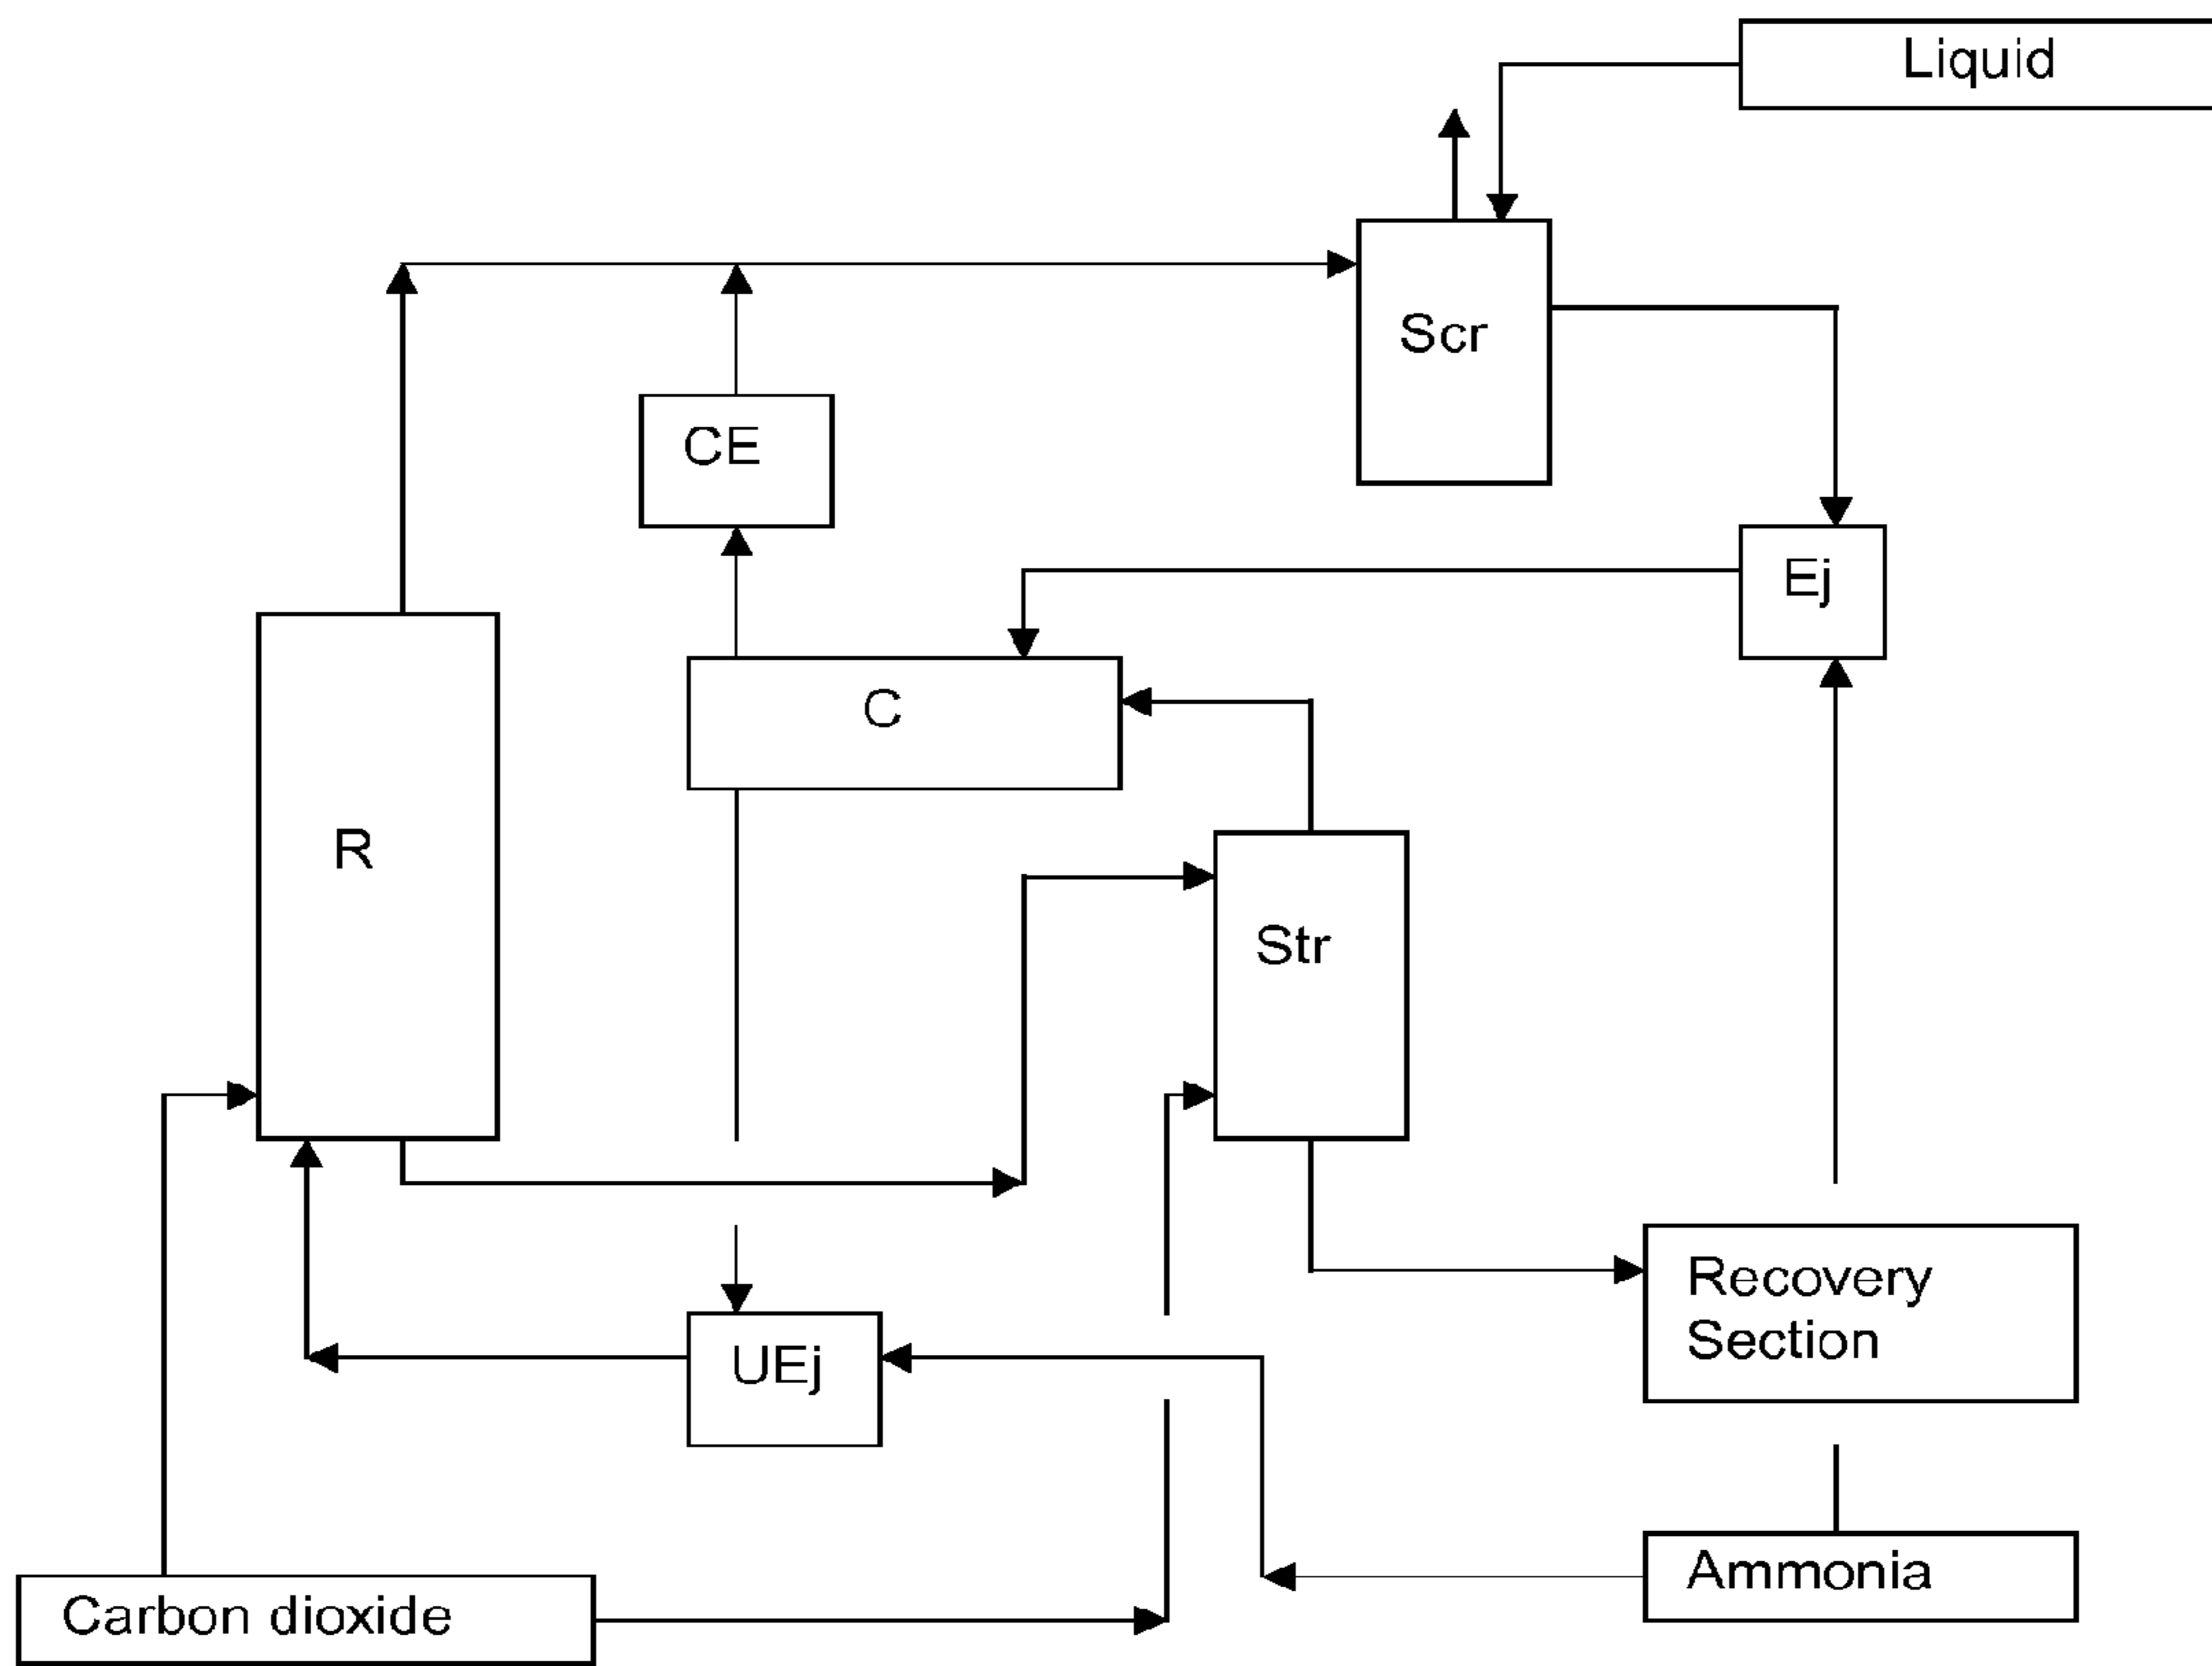 Liquid
Scr
CE
Ej
C
R
Str
Recovery
Section
UEj
Ammonia
Carbon dioxide